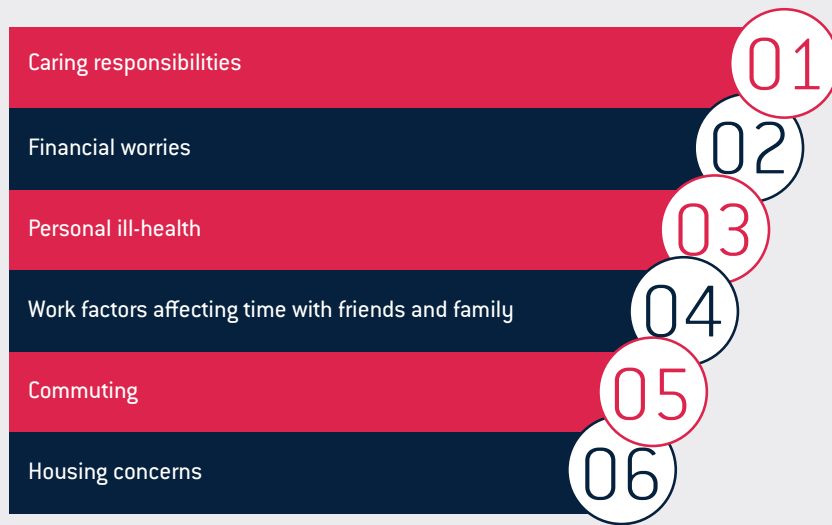 Caring responsibilities 01
Financial worries 02
Personal ill-health 03
Work factors affecting time with friends and family 04
Commuting 05
Housing concerns 06